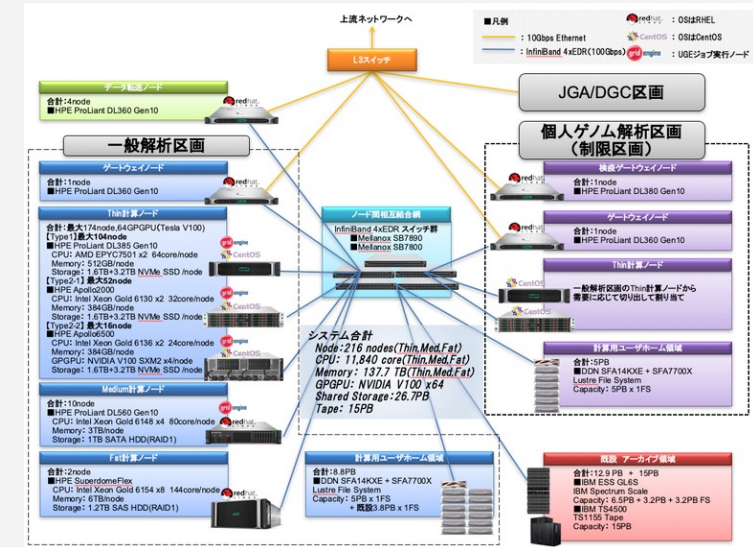 上流ネットワークへ
■凡例
: 10Gbps Ethernet
: InfiniBand 4xEDR(100Gbps)
redhat. : OSはRHEL
CentOS : OSはCentOS
grid engine : UGEジョブ実行ノード
L3スイッチ
データ転送ノード
合計:4node
■HPE ProLiant DL360 Gen10
redhat.
JGA/DGC区画
一般解析区画
個人ゲノム解析区画
(制限区画)
ゲートウェイノード
合計:1node
■HPE ProLiant DL360 Gen10
redhat.
Thin計算ノード
合計:最大174node,64GPGPU(Tesla V100)
【Type1】最大104node
■HPE ProLiant DL385 Gen10
CPU: AMD EPYC7501 x2 64core/node
Memory: 512GB/node
Storage: 1.6TB+3.2TB NVMe SSD /node
【Type2-1】最大52node
■HPE Apollo2000
CPU: Intel Xeon Gold 6130 x2 32core/node
Memory: 384GB/node
Storage: 1.6TB+3.2TB NVMe SSD/node
【Type2-2】最大16node
■HPE Apollo6500
CPU: Intel Xeon Gold 6136 x2 24core/node
Memory: 384GB/node
GPGPU: NVIDIA V100 SXM2 x4/node
Storage: 1.6TB+3.2TB NVMe SSD /node
grid engine
CentOS
grid engine
CentOS
grid engine
CentOS
Medium計算ノード
合計:10node
■HPE ProLiant DL560 Gen10
CPU: Intel Xeon Gold 6148 x4 80core/node
Memory: 3TB/node
Storage: 1TB SATA HDD(RAID1)
grid engine
redhat.
Fat計算ノード
合計:2node
■HPE SuperdomeFlex
CPU: Intel Xeon Gold 6154 x8 144core/node
Memory: 6TB/node
Storage: 1.2TB SAS HDD(RAID1)
redhat.
ノード間相互結合網
InfiniBand 4xEDR スイッチ群
■Mellanox SB7890
■Mellanox SB7800
システム合計
Node:216 nodes(Thin,Med,Fat)
CPU: 11,840 core(Thin,Med,Fat)
Memory: 137.7 TB(Thin,Med,Fat)
GPGPU: NVIDIA V100 x64
Shared Storage:26.7PB
Tape: 15PB
計算用ユーザホーム領域
合計:8.8PB
■DDN SFA14KXE + SFA7700X
Lustre File System
Capacity: 5PB x 1FS
+ 既設3.8PB x 1FS
検疫ゲートウェイノード
合計:1node
■HPE ProLiant DL380 Gen10
redhat.
ゲートウェイノード
合計:1node
■HPE ProLiant DL360 Gen10
redhat.
Thin計算ノード
一般解析区画のThin計算ノードから
需要に応じて切り出して割り当て
CentOS
CentOS
計算用ユーザホーム領域
合計:5PB
■DDN SFA14KXE + SFA7700X
Lustre File System
Capacity: 5PB x 1FS
既設 アーカイブ領域
合計:12.9 PB + 15PB
■IBM ESS GL6S
IBM Spectrum Scale
Capacity: 6.5PB + 3.2PB + 3.2PB FS
■IBM TS4500
TS1155 Tape
Capacity: 15PB